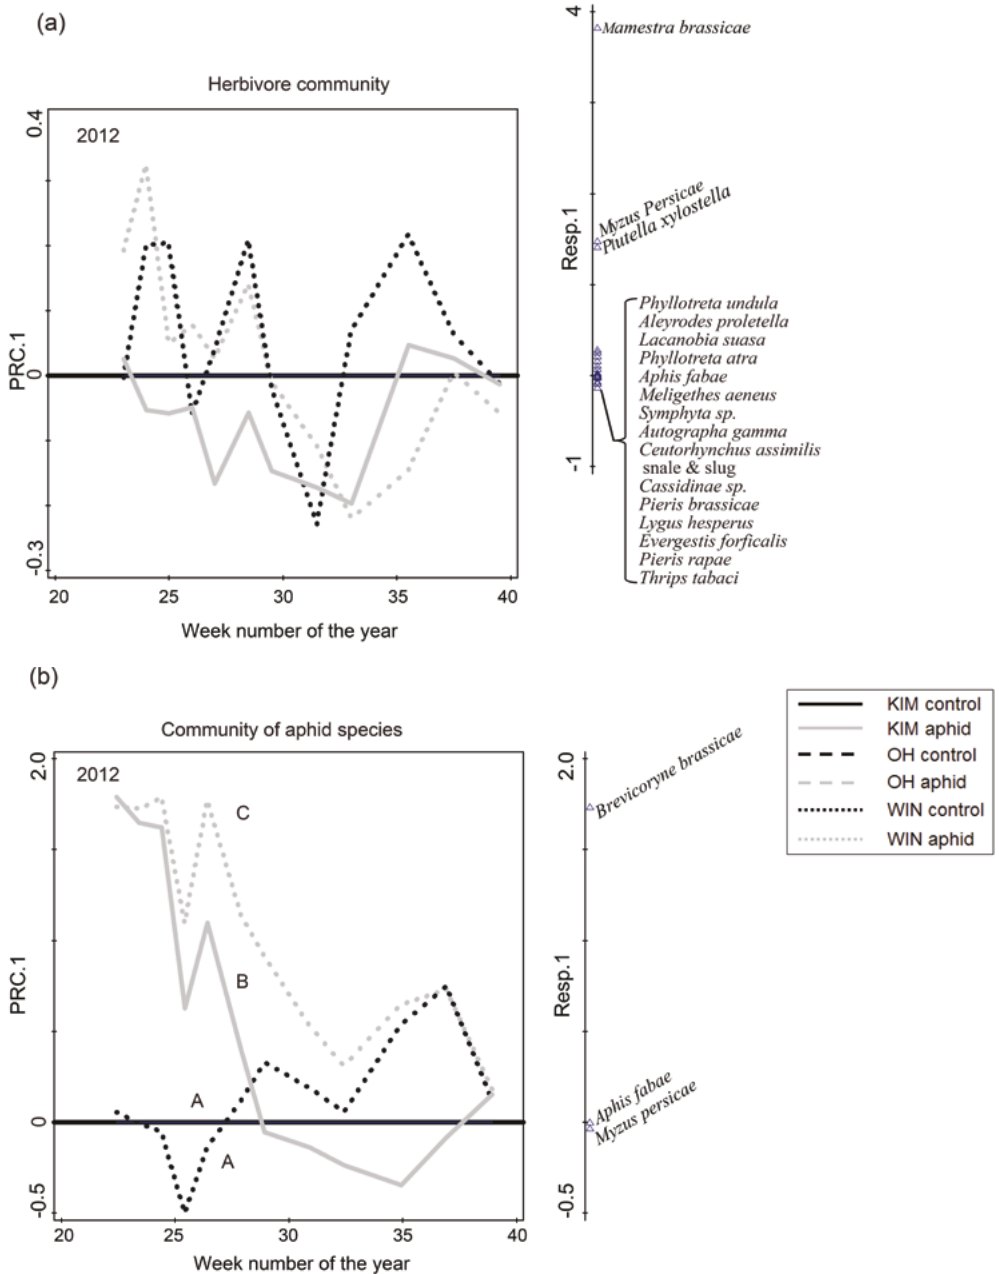 (a)
Herbivore community
2012
0.4
0
-0.3
PRC.1
20 25 30 35 40
Week number of the year
4
-1
Resp.1
Mamestra brassicae
Myzus Persicae
Plutella xylostella
Phyllotreta undula
Aleyrodes proletella
Lacanobia suasa
Phyllotreta atra
Aphis fabae
Meligethes aeneus
Symphyta sp.
Autographa gamma
Ceutorhynchus assimilis
snale & slug
Cassidinae sp.
Pieris brassicae
Lygus hesperus
Evergestis forficalis
Pieris rapae
Thrips tabaci
(b)
Community of aphid species
2012
2.0
0
-0.5
PRC.1
C
B
A
A
20 25 30 35 40
Week number of the year
2.0
-0.5
Resp.1
Brevicoryne brassicae
Aphis fabae
Myzus persicae
KIM control
KIM aphid
OH control
OH aphid
WIN control
WIN aphid